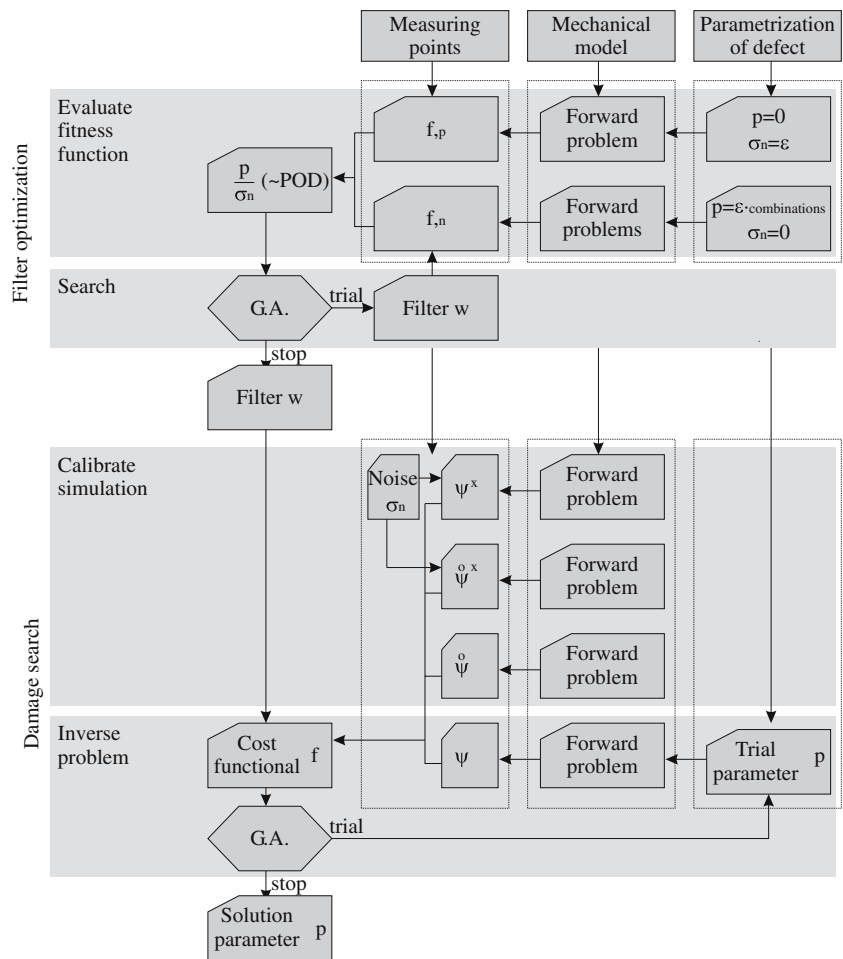 Measuring
points
Mechanical
model
Parametrization
of defect
Filter optimization
Evaluate
fitness
function
f,p
Forward
problem
p=0
σn=ε
p
σn (~POD)
f,n
Forward
problems
p=ε·combinations
σn=0
Search
G.A.
trial
Filter w
stop
Filter w
Damage search
Calibrate
simulation
Noise
σn
ψx
Forward
problem
ψ̊x
Forward
problem
ψ̊
Forward
problem
Inverse
problem
Cost
functional f
ψ
Forward
problem
Trial
parameter p
G.A.
trial
stop
Solution
parameter p